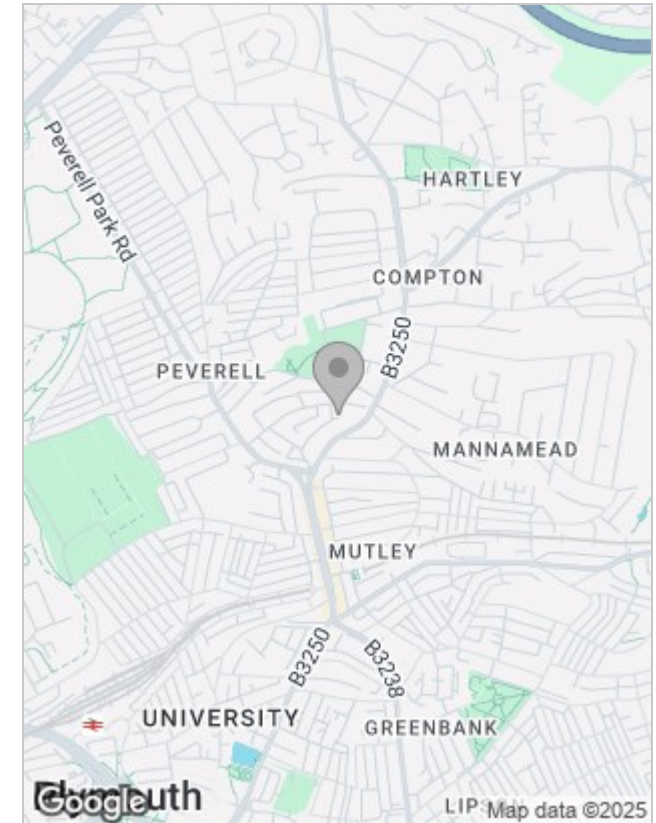 Peverell Park Rd
HARTLEY
COMPTON
B3250
PEVERELL
MANNAMEAD
MUTLEY
B3250
B3238
UNIVERSITY
GREENBANK
Google
Map data ©2025